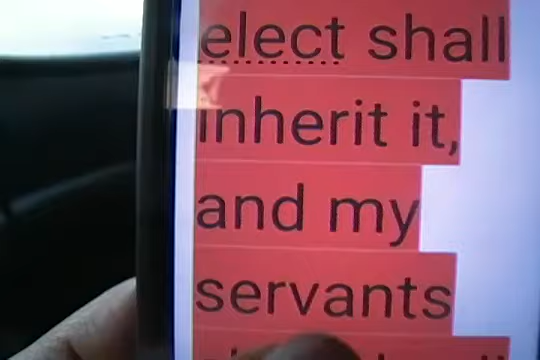 elect shall
inherit it,
and my
servants